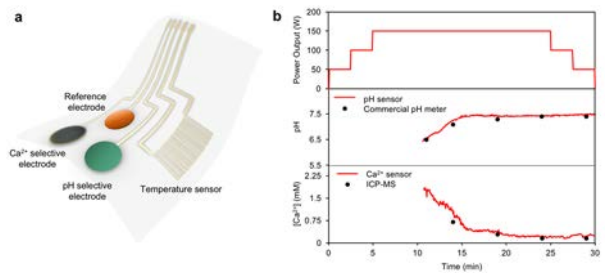 a
Reference
electrode
Ca²⁺ selective
electrode
pH selective
electrode
Temperature sensor
b
Power Output (W)
200
150
100
50
0
pH sensor
Commercial pH meter
pH
7.5
6.5
5.5
Ca²⁺ sensor
ICP-MS
[Ca²⁺] (mM)
2.25
1.5
0.75
0
0 5 10 15 20 25 30
Time (min)